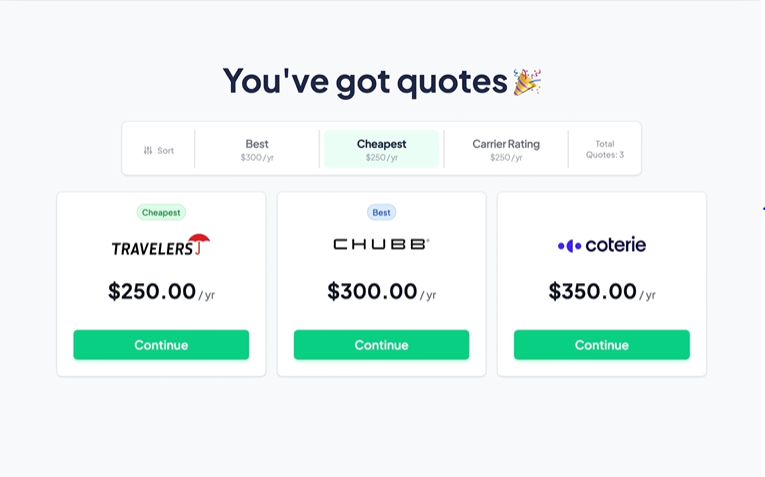 You've got quotes🎉
Sort
Best
$300/yr
Cheapest
$250/yr
Carrier Rating
$250/yr
Total
Quotes: 3
Cheapest
TRAVELERS
$250.00/yr
Continue
Best
CHUBB®
$300.00/yr
Continue
coterie
$350.00/yr
Continue